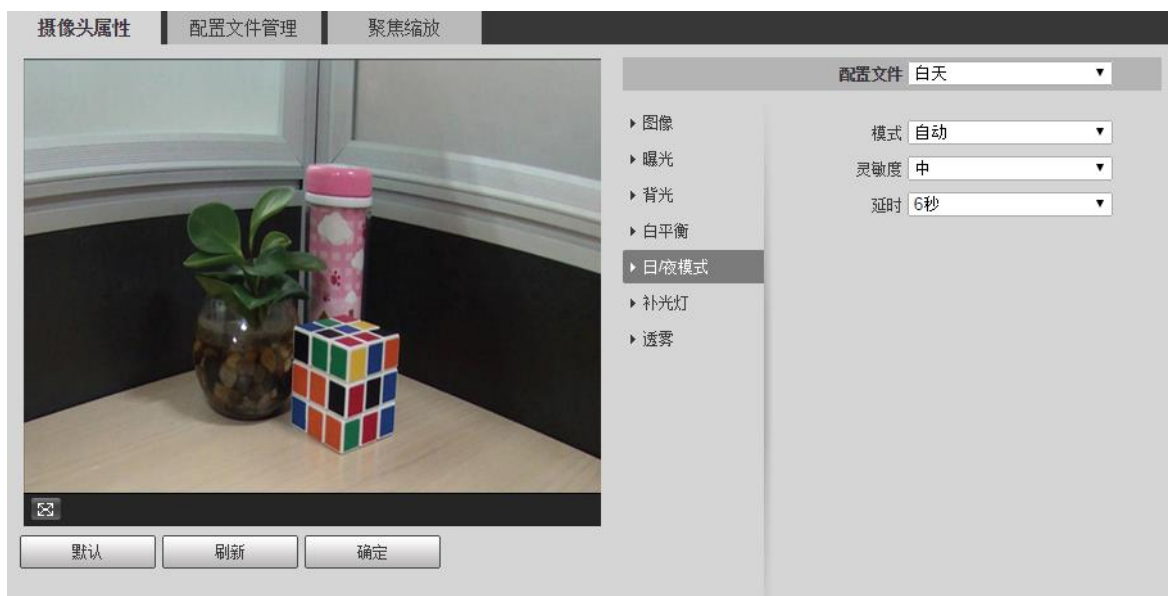 摄像头属性 配置文件管理 聚焦缩放
配置文件 白天
图像
曝光
背光
白平衡
日/夜模式
补光灯
透雾
模式 自动
灵敏度 中
延时 6秒
默认 刷新 确定